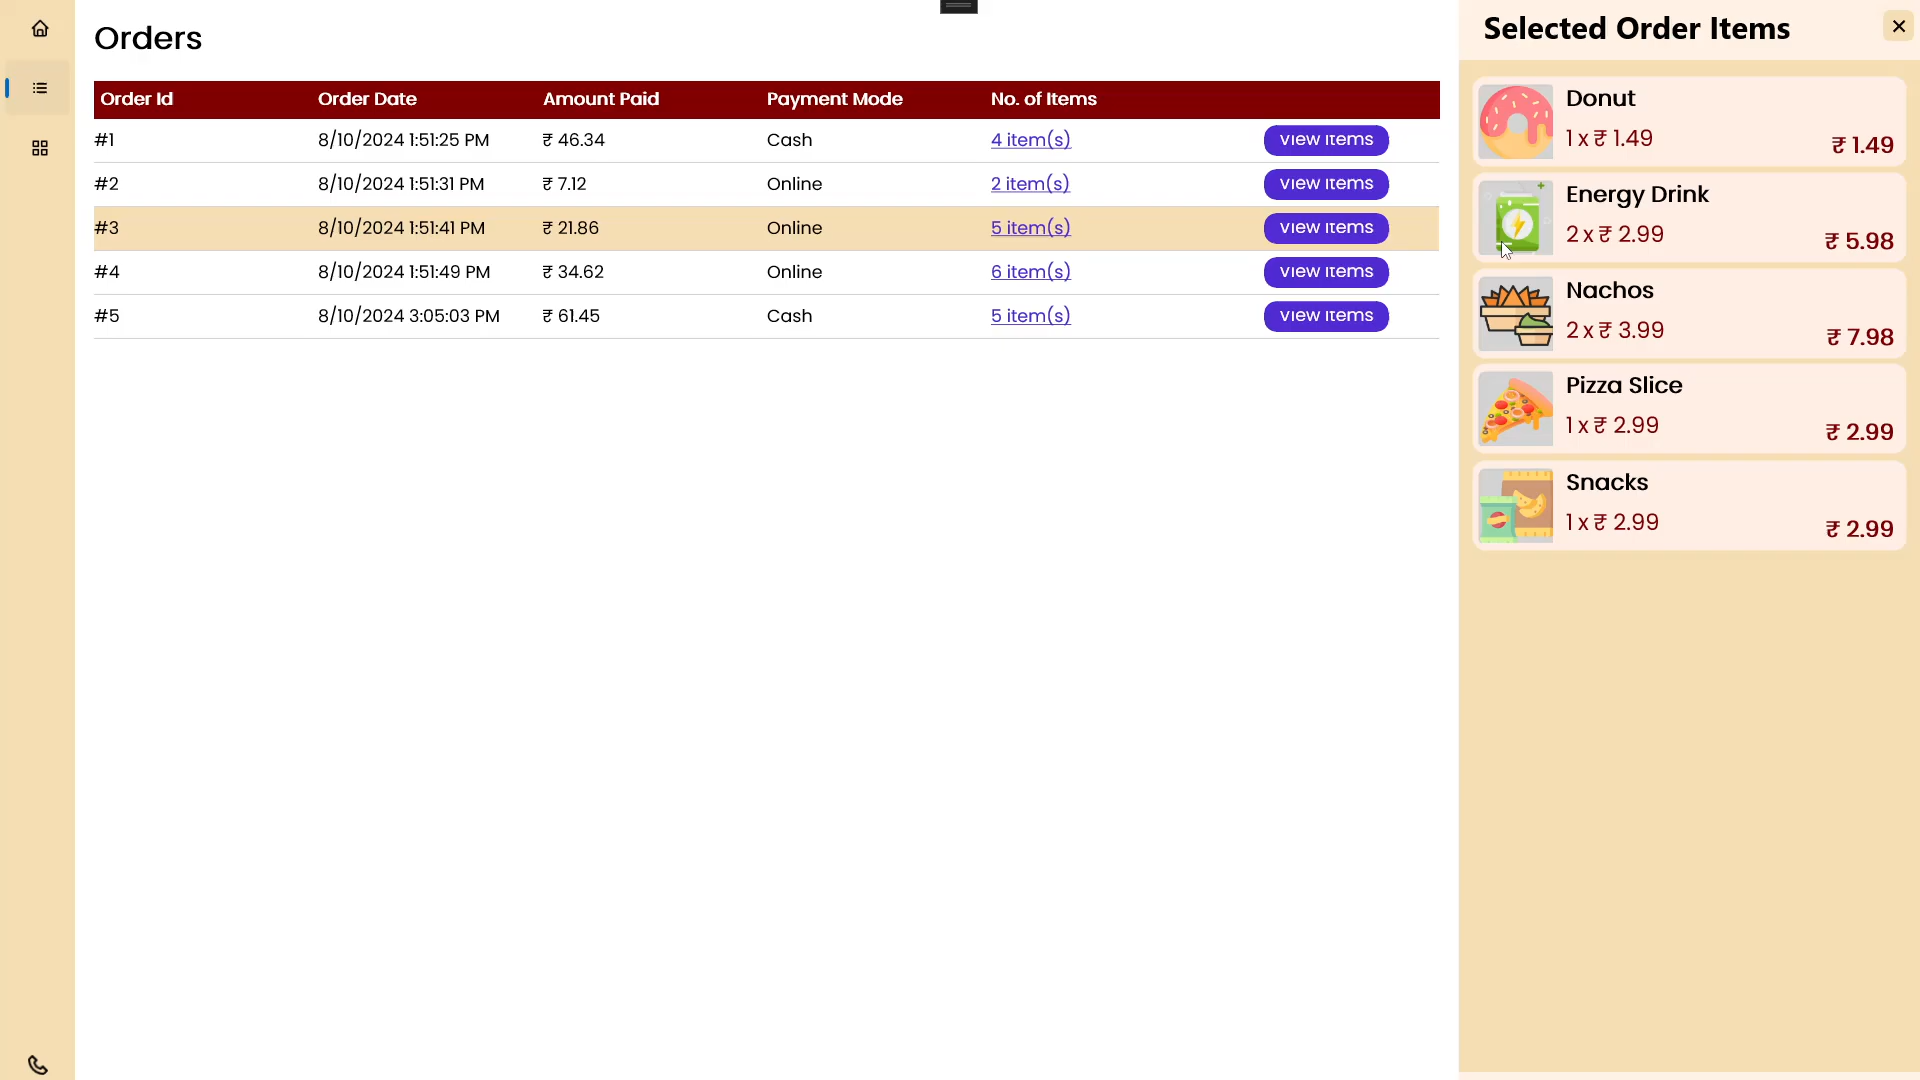 Orders
Order Id Order Date Amount Paid Payment Mode No. of Items
#1 8/10/2024 1:51:25 PM ₹ 46.34 Cash 4 item(s) View Items
#2 8/10/2024 1:51:31 PM ₹ 7.12 Online 2 item(s) View Items
#3 8/10/2024 1:51:41 PM ₹ 21.86 Online 5 item(s) View Items
#4 8/10/2024 1:51:49 PM ₹ 34.62 Online 6 item(s) View Items
#5 8/10/2024 3:05:03 PM ₹ 61.45 Cash 5 item(s) View Items
Selected Order Items
Donut
1 x ₹ 1.49
₹ 1.49
Energy Drink
2 x ₹ 2.99
₹ 5.98
Nachos
2 x ₹ 3.99
₹ 7.98
Pizza Slice
1 x ₹ 2.99
₹ 2.99
Snacks
1 x ₹ 2.99
₹ 2.99